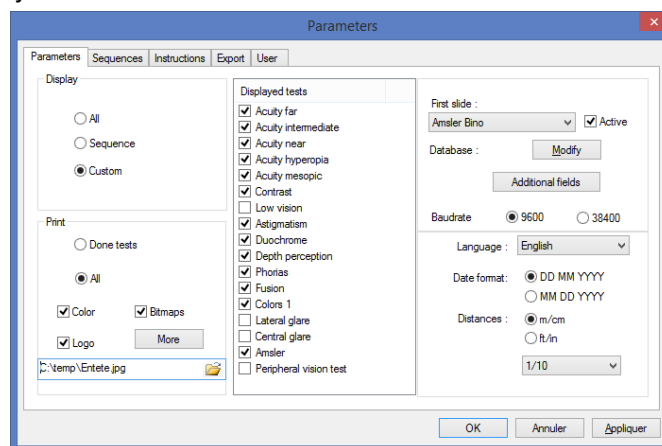 Parameters
Parameters Sequences Instructions Export User
Display
All
Sequence
Custom
Print
Done tests
All
Color Bitmaps
Logo More
C:\temp\Entete.jpg
Displayed tests
Acuity far
Acuity intermediate
Acuity near
Acuity hyperopia
Acuity mesopic
Contrast
Low vision
Astigmatism
Duochrome
Depth perception
Phorias
Fusion
Colors 1
Lateral glare
Central glare
Amsler
Peripheral vision test
First slide :
Amsler Bino Active
Database : Modify
Additional fields
Baudrate 9600 38400
Language : English
Date format: DD MM YYYY
MM DD YYYY
Distances : m/cm
ft/in
1/10
OK Annuler Appliquer